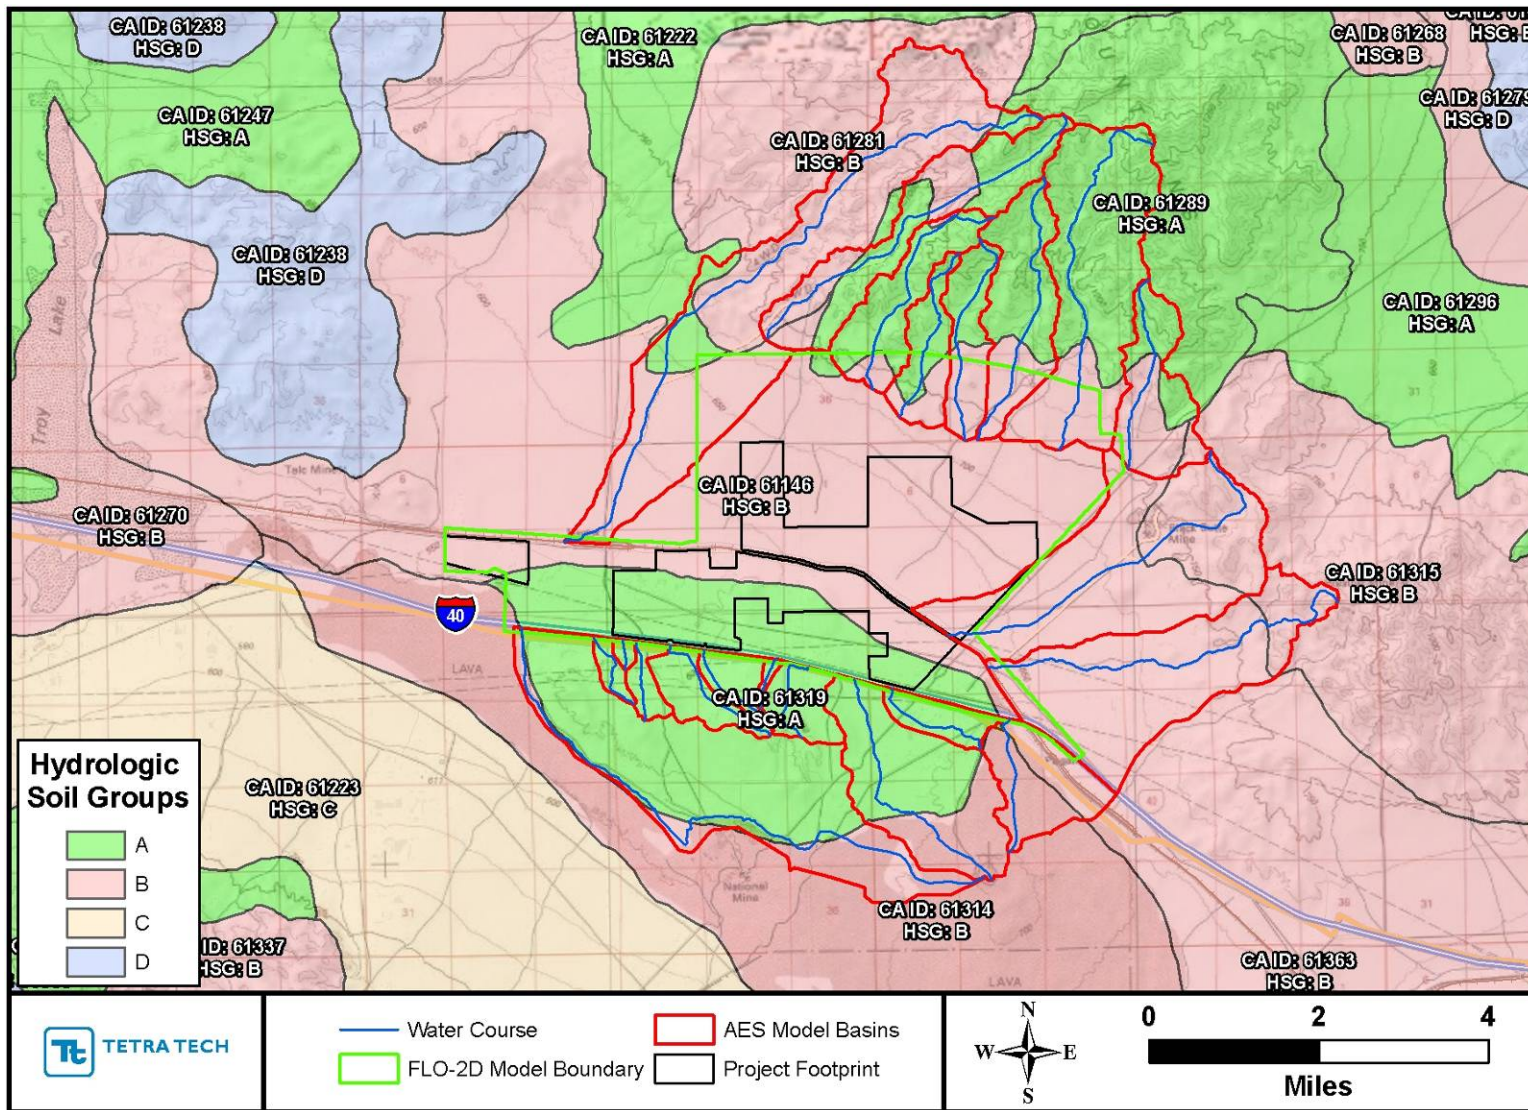 CA ID: 61238
HSG: D
CA ID: 61222
HSG: A
CA ID: 61268
HSG: B
CA ID: 61247
HSG: A
CA ID: 61279
HSG: D
CA ID: 61281
HSG: B
CA ID: 61289
HSG: A
CA ID: 61238
HSG: D
CA ID: 61296
HSG: A
Troy Lake
Talc Mine
CA ID: 61146
HSG: B
CA ID: 61270
HSG: B
Mine
CA ID: 61315
HSG: B
40
LAVA
CA ID: 61319
HSG: A
CA ID: 61223
HSG: C
National
Mine
CA ID: 61314
HSG: B
ID: 61337
HSG: B
CA ID: 61363
HSG: B
LAVA
Hydrologic
Soil Groups
A
B
C
D
TETRA TECH
Water Course
AES Model Basins
FLO-2D Model Boundary
Project Footprint
N
W
E
S
0
2
4
Miles